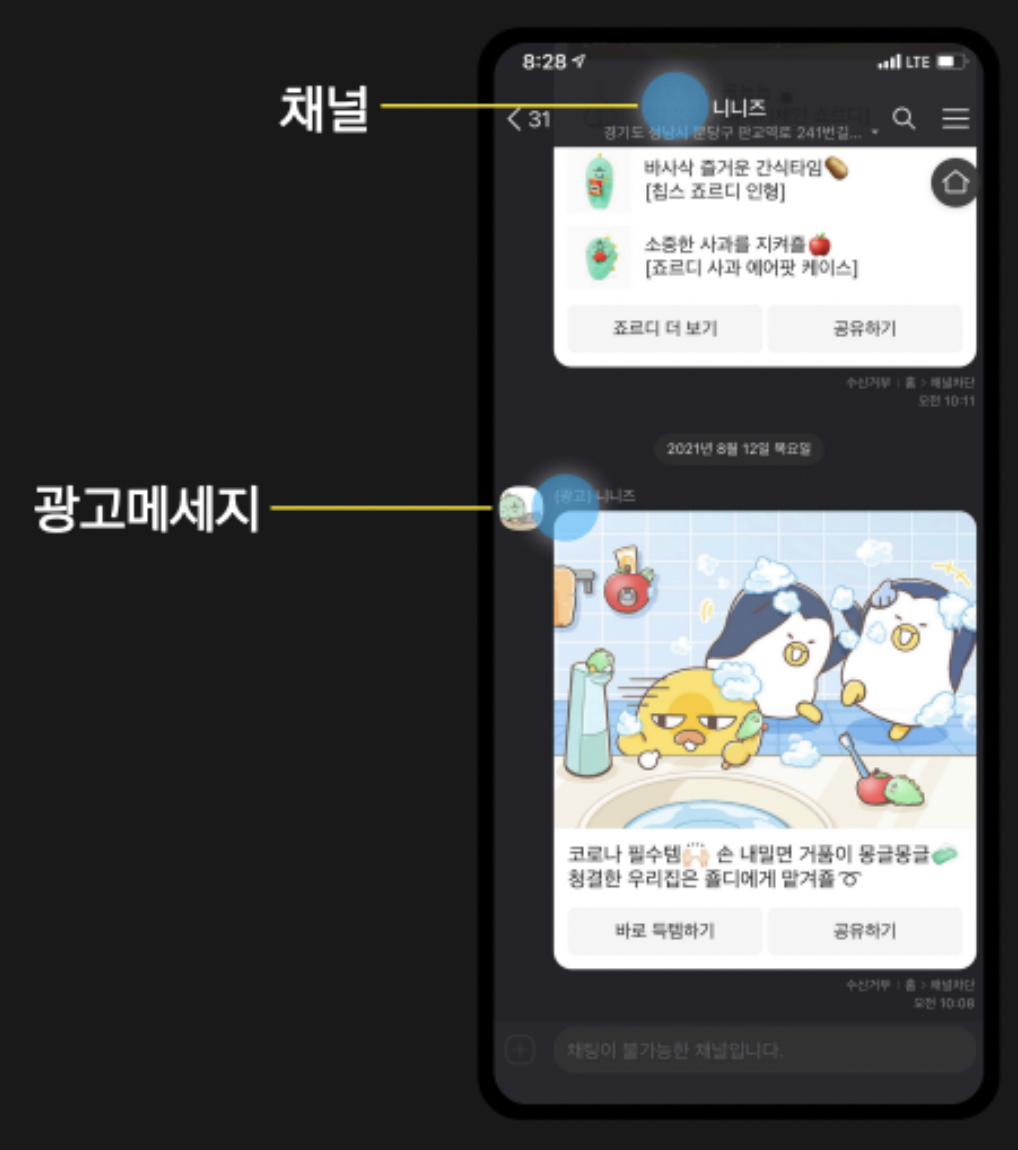 8:28
LTE
채널
31
니니즈
경기도 성남시 분당구 판교역로 241번길...
바사삭 즐거운 간식타임
[칩스 죠르디 인형]
소중한 사과를 지켜죨
[죠르디 사과 에어팟 케이스]
죠르디 더 보기
공유하기
수신거부 | 홈 > 채널차단
오전 10:11
2021년 8월 12일 목요일
광고메세지
(광고) 니니즈
코로나 필수템 손 내밀면 거품이 몽글몽글
청결한 우리집은 죨디에게 맡겨죨 ➰
바로 득템하기
공유하기
수신거부 | 홈 > 채널차단
오전 10:08
채팅이 불가능한 채널입니다.